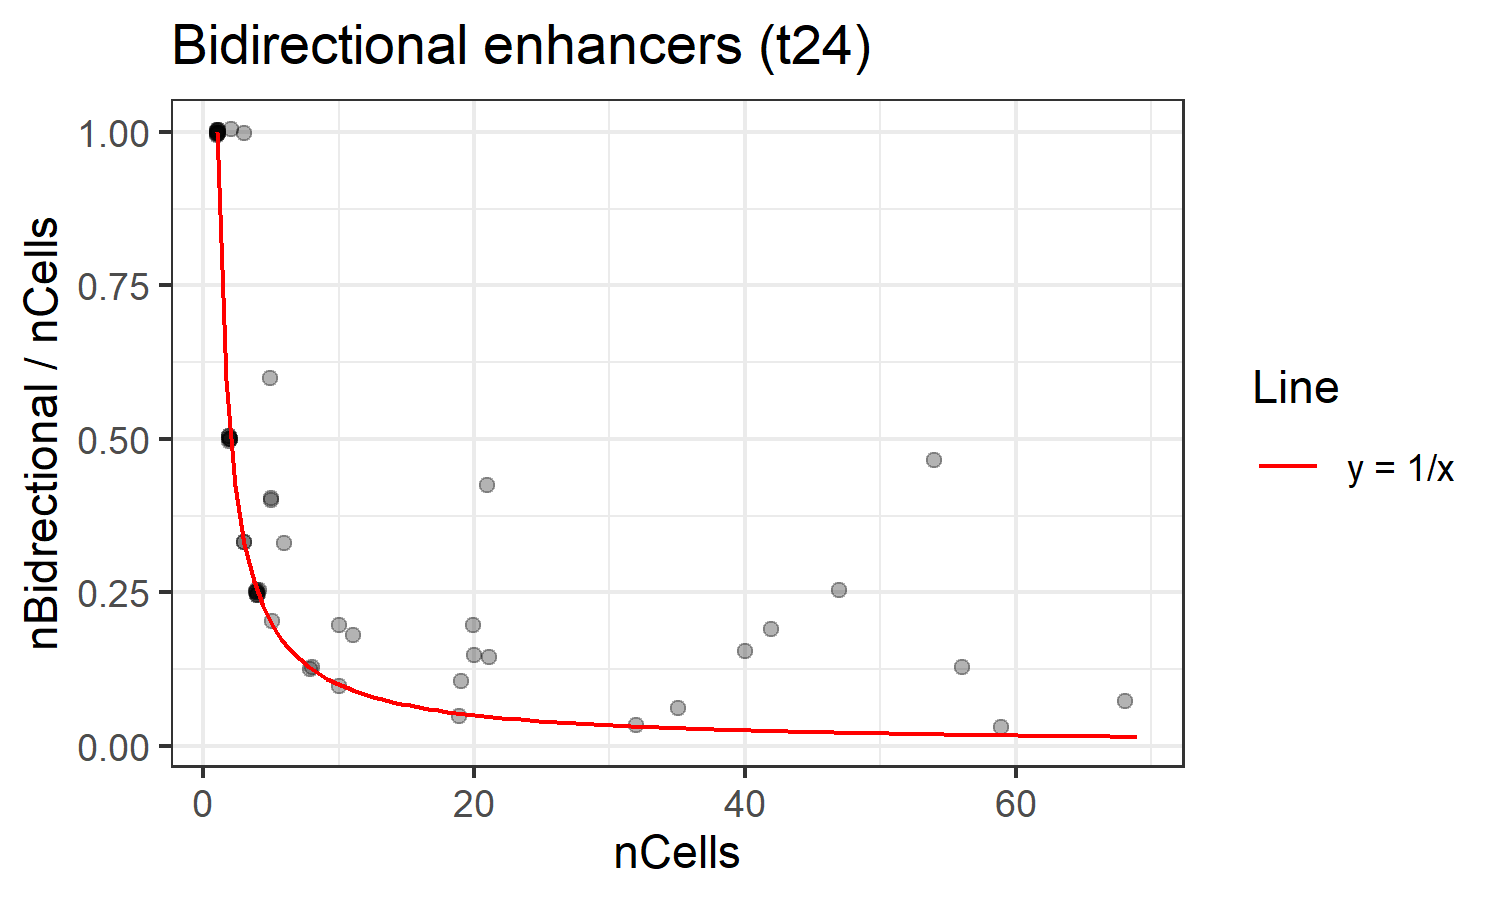 Bidirectional enhancers (t24)
nBidrectional / nCells
1.00
0.75
0.50
0.25
0.00
0
20
40
60
nCells
Line
y = 1/x